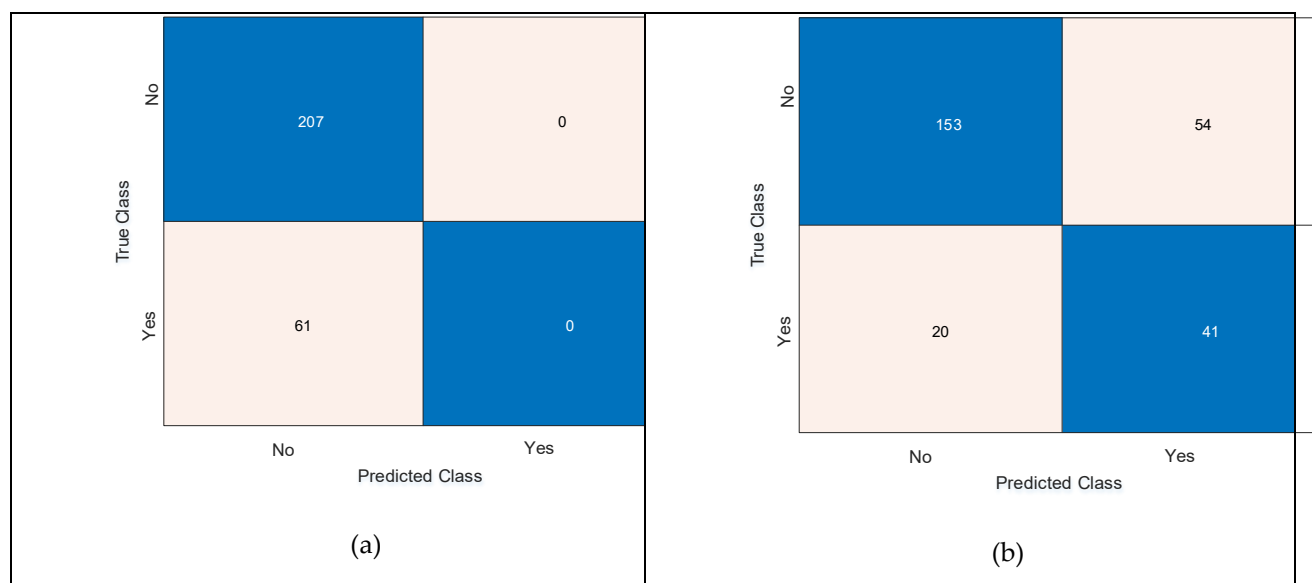 No
207
0
True Class
Yes
61
0
No
Yes
Predicted Class
(a)
No
153
54
True Class
Yes
20
41
No
Yes
Predicted Class
(b)